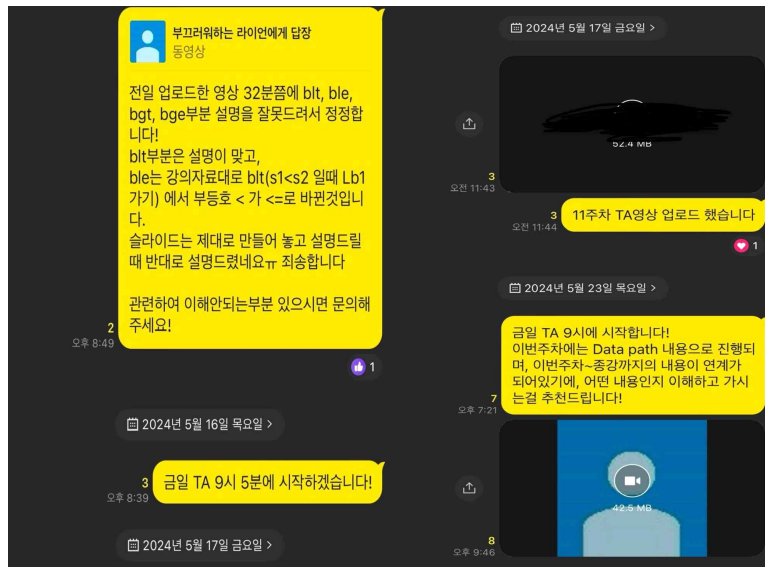 부끄러워하는 라이언에게 답장
동영상
전일 업로드한 영상 32분쯤에 blt, ble,
bgt, bge부분 설명을 잘못드려서 정정합
니다!
blt부분은 설명이 맞고,
ble는 강의자료대로 blt(s1<s2 일때 Lb1
가기) 에서 부등호 < 가 <=로 바뀐것입니
다.
슬라이드는 제대로 만들어 놓고 설명드릴
때 반대로 설명드렸네요ㅠ 죄송합니다
관련하여 이해안되는부분 있으시면 문의해
주세요!
2
오후 8:49
1
2024년 5월 16일 목요일 >
금일 TA 9시 5분에 시작하겠습니다!
3
오후 8:39
2024년 5월 17일 금요일 >
2024년 5월 17일 금요일 >
52.4 MB
3
오전 11:43
11주차 TA영상 업로드 했습니다
3
오전 11:44
1
2024년 5월 23일 목요일 >
금일 TA 9시에 시작합니다!
이번주차에는 Data path 내용으로 진행되
며, 이번주차~종강까지의 내용이 연계가
되어있기에, 어떤 내용인지 이해하고 가시
는걸 추천드립니다!
7
오후 7:21
42.5 MB
8
오후 9:46